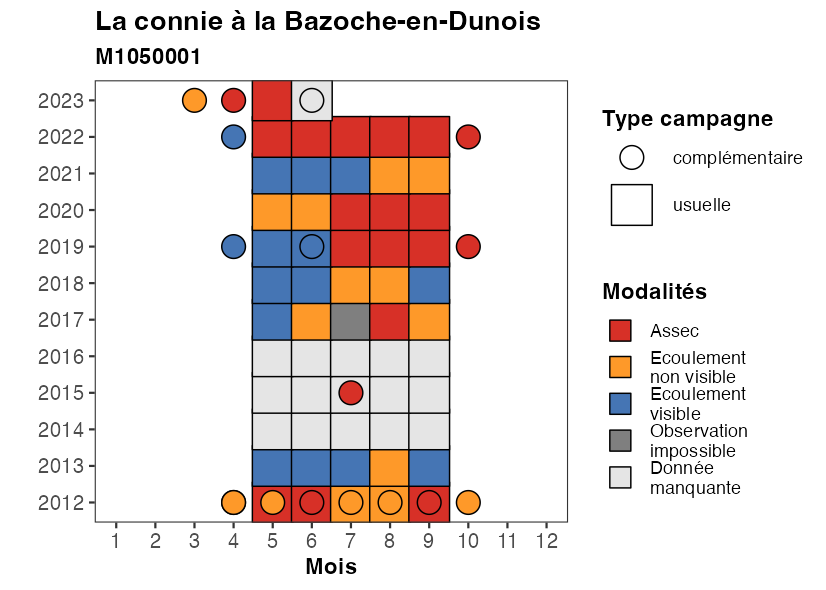 La connie à la Bazoche-en-Dunois
M1050001
2023
2022
2021
2020
2019
2018
2017
2016
2015
2014
2013
2012
1 2 3 4 5 6 7 8 9 10 11 12
Mois
Type campagne
complémentaire
usuelle
Modalités
Assec
Ecoulement
non visible
Ecoulement
visible
Observation
impossible
Donnée
manquante